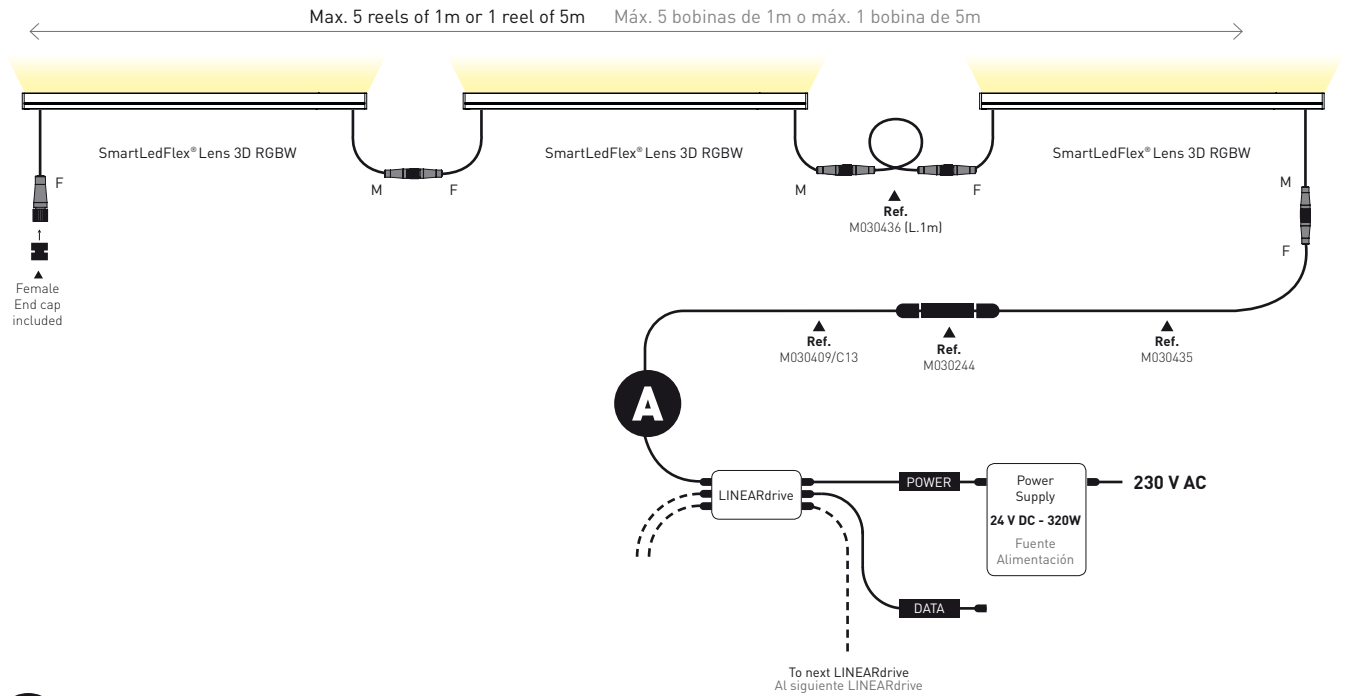 Max. 5 reels of 1m or 1 reel of 5m Máx. 5 bobinas de 1m o máx. 1 bobina de 5m
SmartLedFlex® Lens 3D RGBW
SmartLedFlex® Lens 3D RGBW
SmartLedFlex® Lens 3D RGBW
F
M
F
M
F
M
F
Ref.
M030436 (L.1m)
Female
End cap
included
Ref.
M030409/C13
Ref.
M030244
Ref.
M030435
A
LINEARdrive
POWER
Power
Supply
24 V DC - 320W
Fuente
Alimentación
230 V AC
DATA
To next LINEARdrive
Al siguiente LINEARdrive